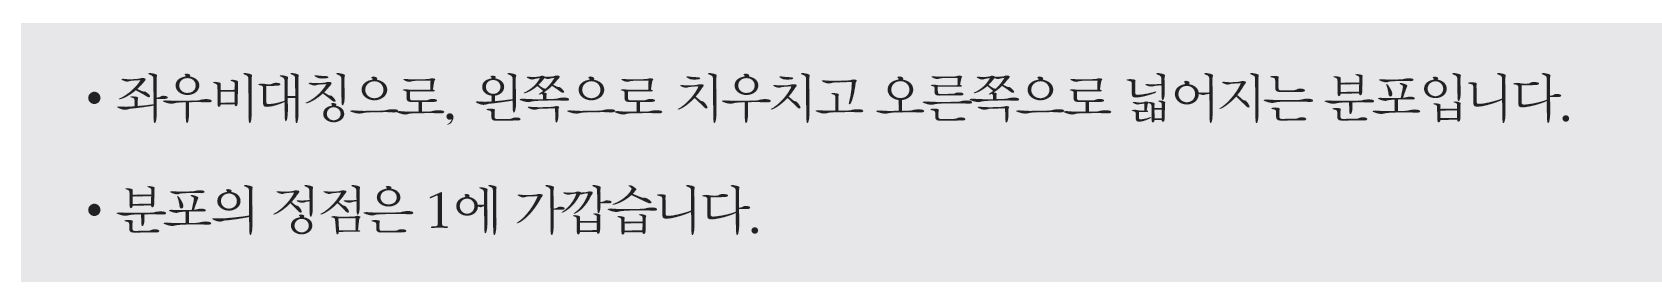 • 좌우비대칭으로, 왼쪽으로 치우치고 오른쪽으로 넓어지는 분포입니다.
• 분포의 정점은 1에 가깝습니다.